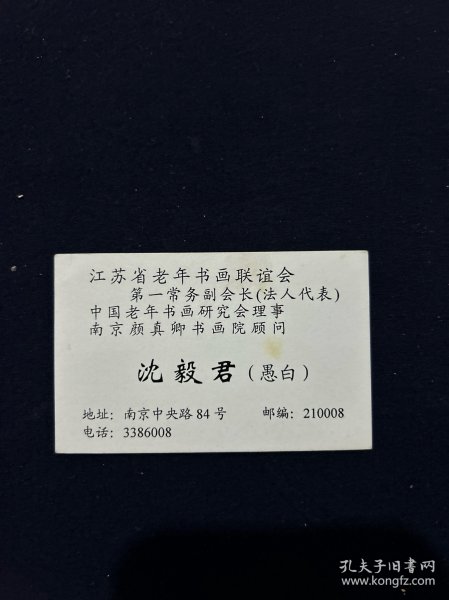 江苏省老年书画联谊会
第一常务副会长(法人代表)
中国老年书画研究会理事
南京颜真卿书画院顾问
沈毅君(愚白)
地址：南京中央路84号 邮编：210008
电话：3386008
孔夫子旧书网
www.kongfz.com